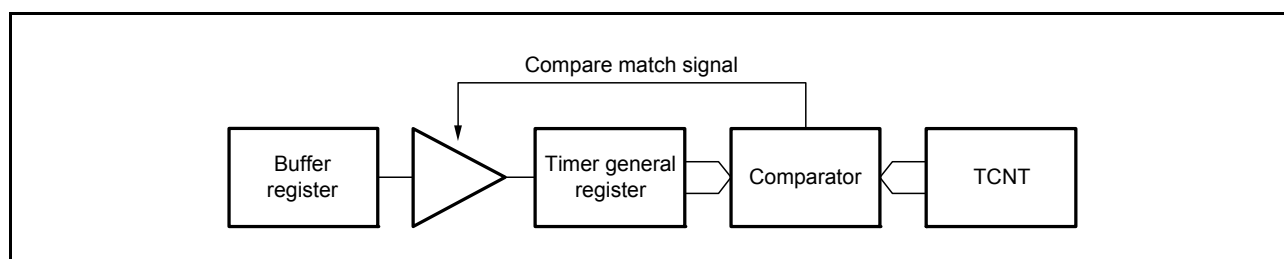 Compare match signal
Buffer
register
Timer general
register
Comparator
TCNT